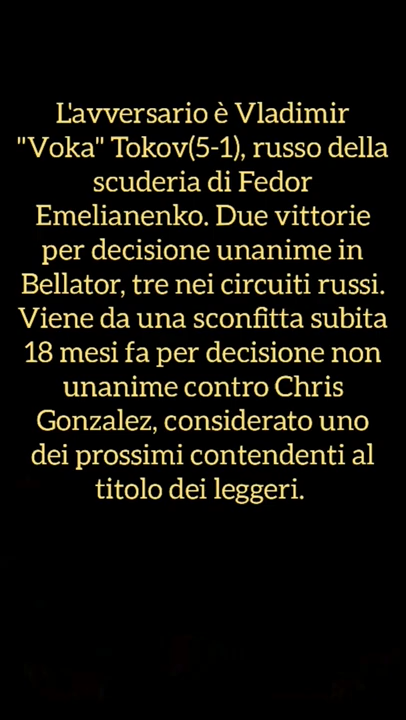 L'avversario è Vladimir
"Voka" Tokov(5-1), russo della
scuderia di Fedor
Emelianenko. Due vittorie
per decisione unanime in
Bellator, tre nei circuiti russi.
Viene da una sconfitta subita
18 mesi fa per decisione non
unanime contro Chris
Gonzalez, considerato uno
dei prossimi contendenti al
titolo dei leggeri.